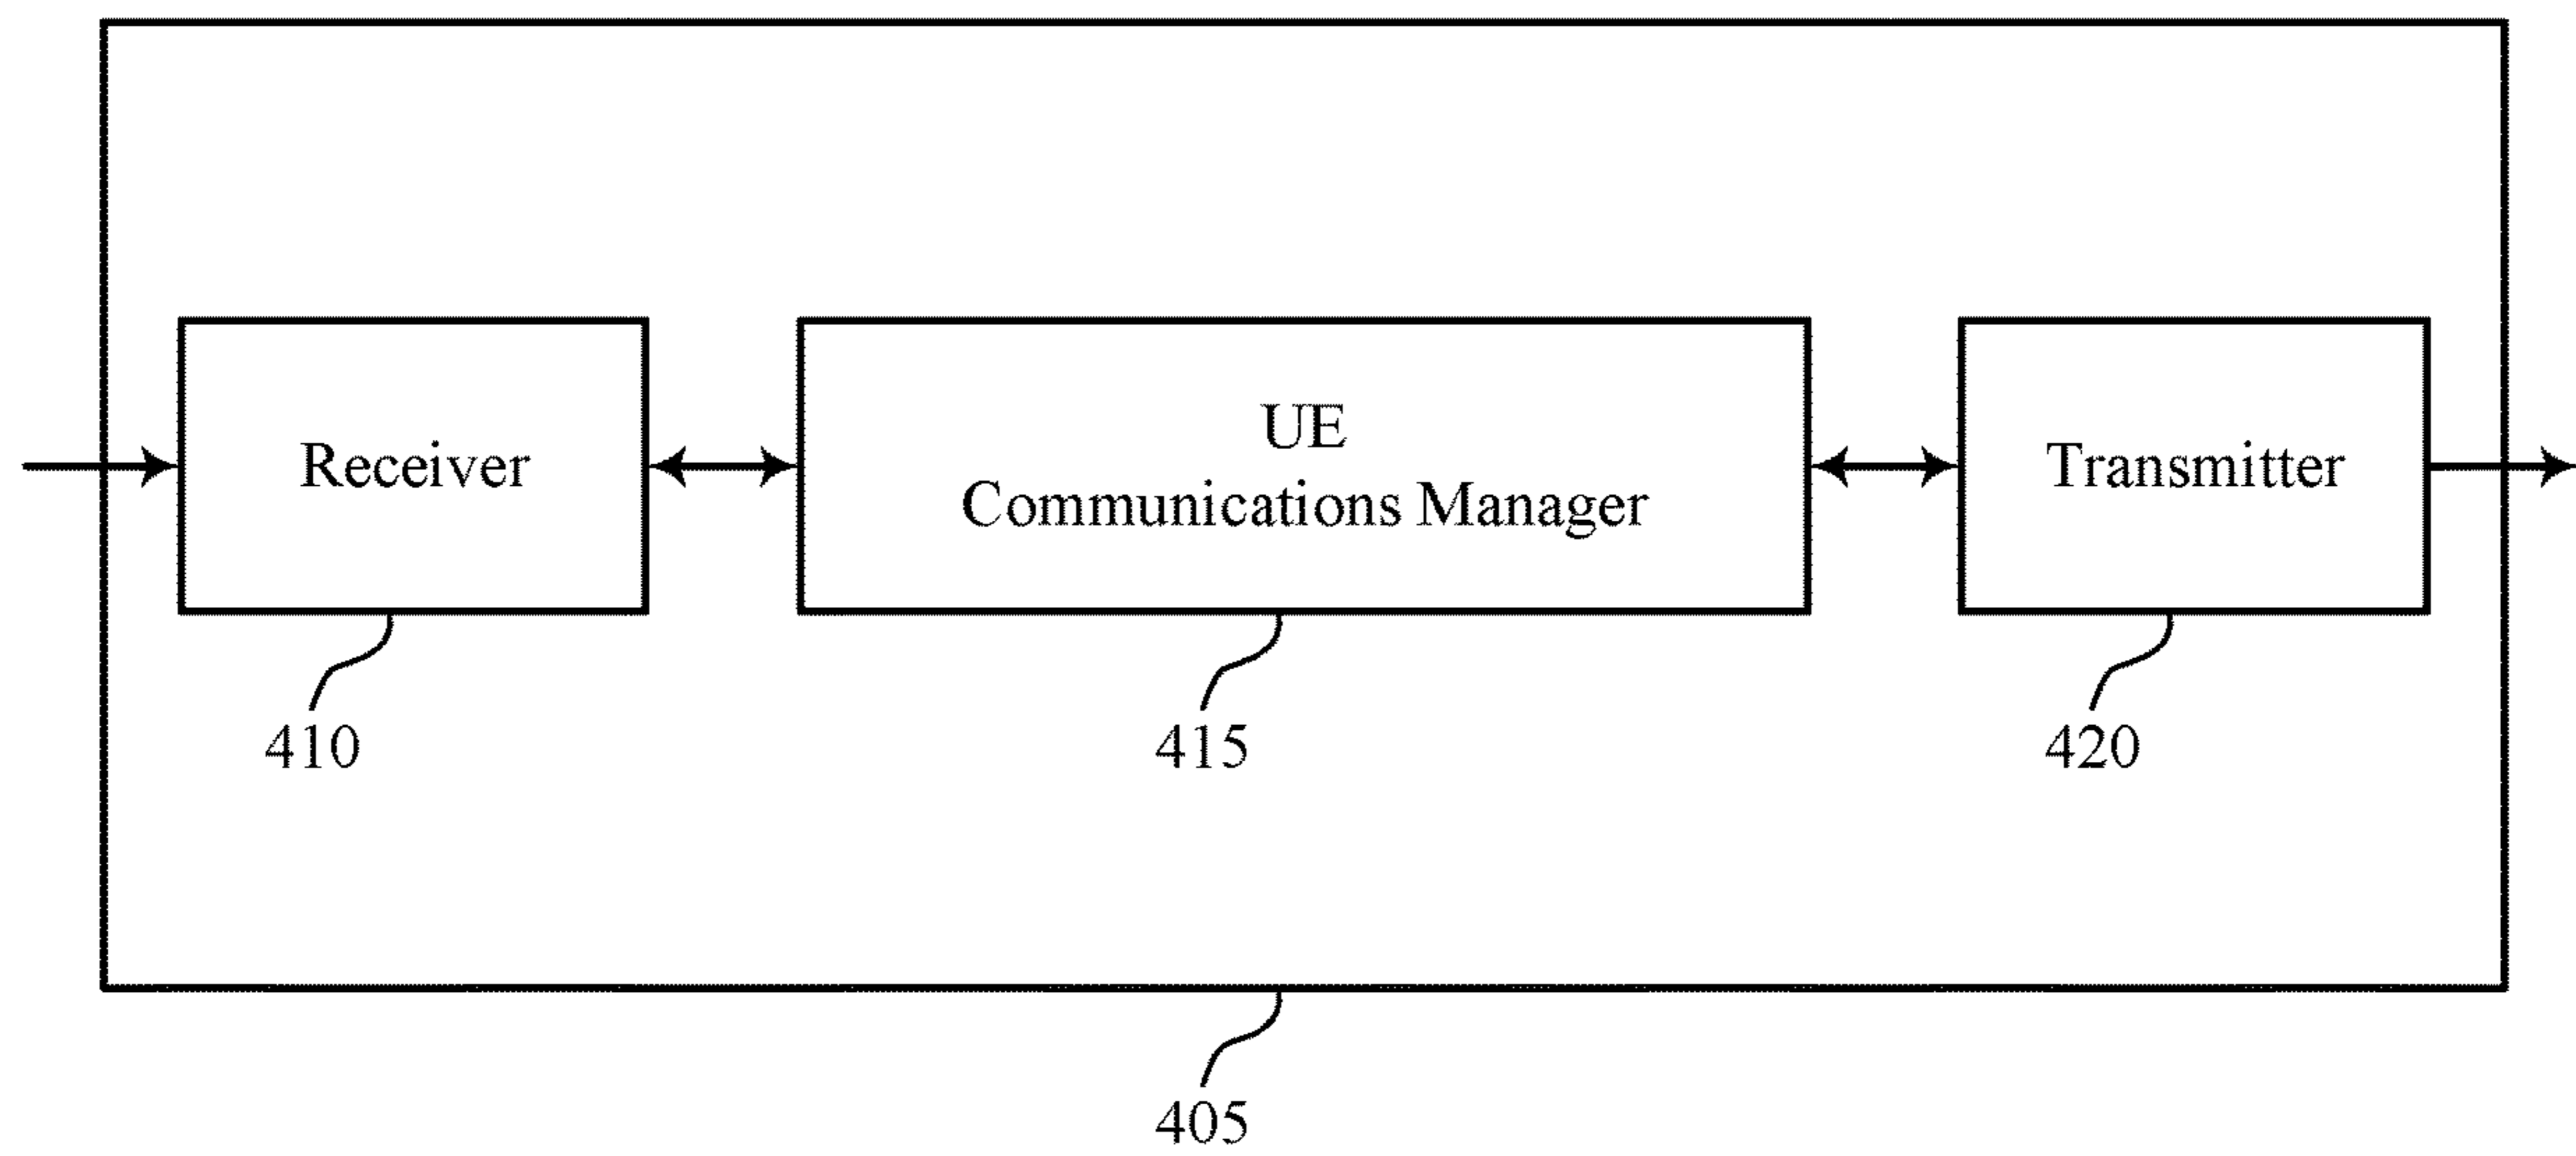 Receiver
UE
Communications Manager
Transmitter
410
415
420
405